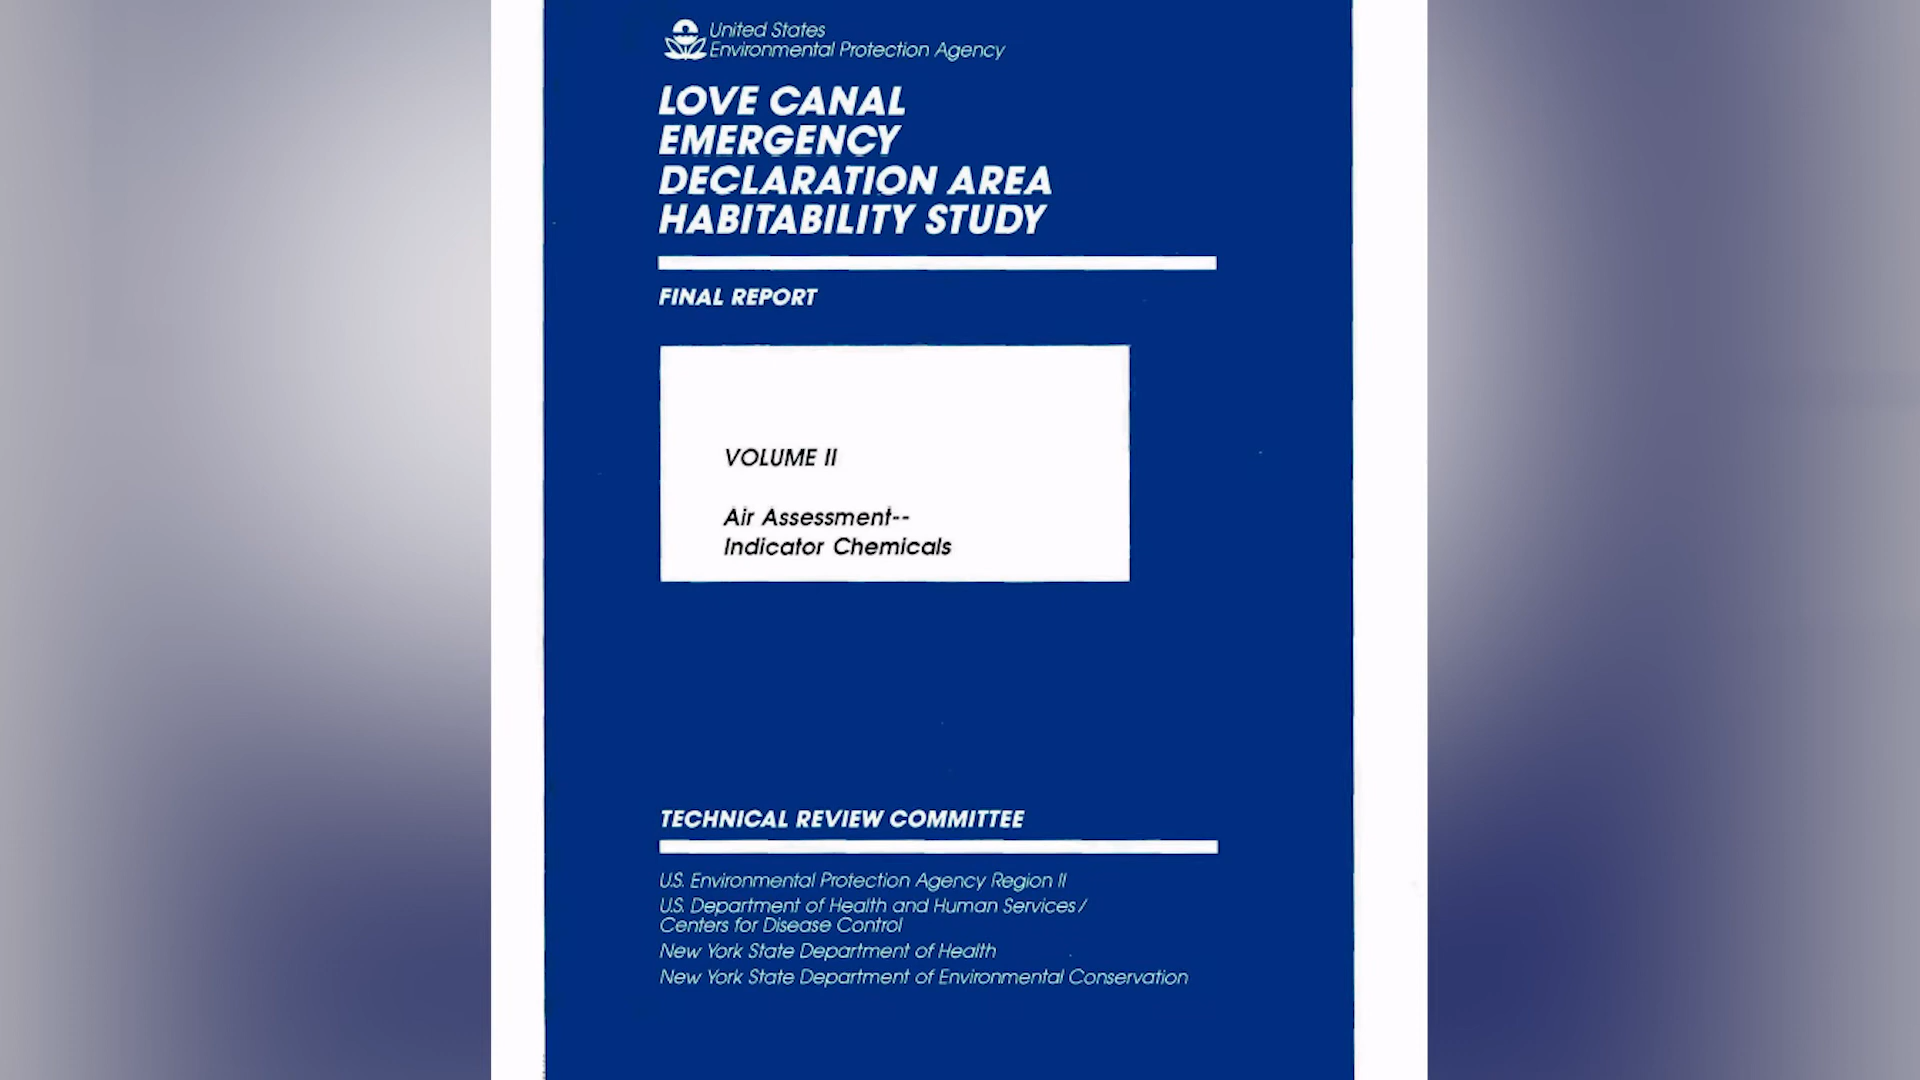 United States
Environmental Protection Agency
LOVE CANAL
EMERGENCY
DECLARATION AREA
HABITABILITY STUDY
FINAL REPORT
VOLUME II
Air Assessment--
Indicator Chemicals
TECHNICAL REVIEW COMMITTEE
U.S. Environmental Protection Agency Region II
U.S. Department of Health and Human Services/
Centers for Disease Control
New York State Department of Health
New York State Department of Environmental Conservation